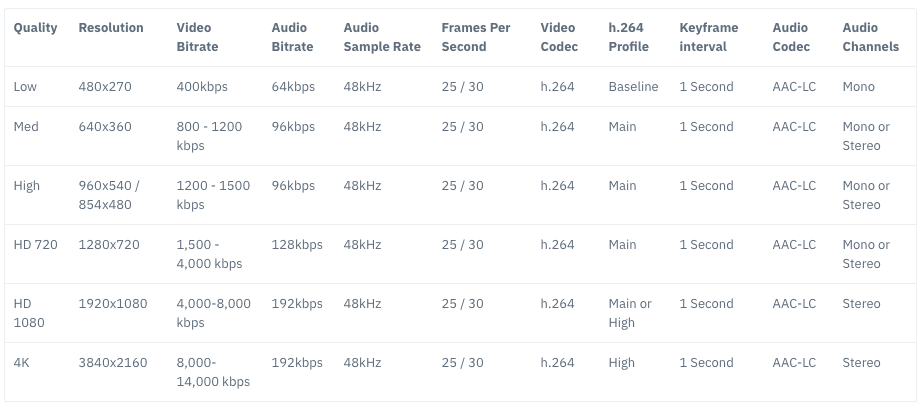 Quality Resolution Video Bitrate Audio Bitrate Audio Sample Rate Frames Per Second Video Codec h.264 Profile Keyframe interval Audio Codec Audio Channels
Low 480x270 400kbps 64kbps 48kHz 25 / 30 h.264 Baseline 1 Second AAC-LC Mono
Med 640x360 800 - 1200 kbps 96kbps 48kHz 25 / 30 h.264 Main 1 Second AAC-LC Mono or Stereo
High 960x540 / 854x480 1200 - 1500 kbps 96kbps 48kHz 25 / 30 h.264 Main 1 Second AAC-LC Mono or Stereo
HD 720 1280x720 1,500 - 4,000 kbps 128kbps 48kHz 25 / 30 h.264 Main 1 Second AAC-LC Mono or Stereo
HD 1080 1920x1080 4,000-8,000 kbps 192kbps 48kHz 25 / 30 h.264 Main or High 1 Second AAC-LC Stereo
4K 3840x2160 8,000-14,000 kbps 192kbps 48kHz 25 / 30 h.264 High 1 Second AAC-LC Stereo